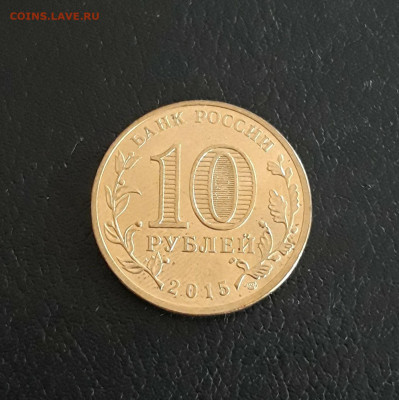 COINS.LAVE.RU
БАНК РОССИИ
10
РУБЛЕЙ
2015